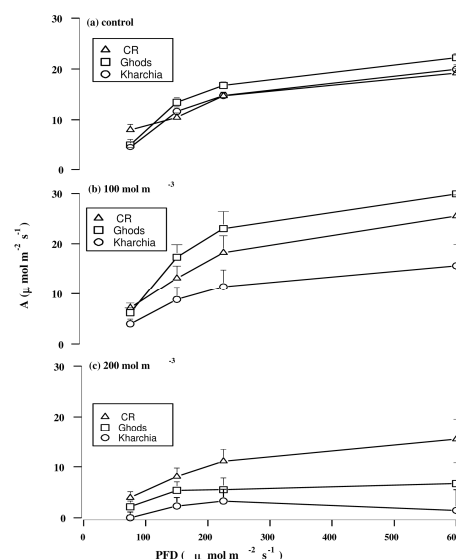 (a) control
30
20
10
0
CR
Ghods
Kharchia
(b) 100 mol m -3
30
20
10
0
CR
Ghods
Kharchia
A (μ mol m -2 s -1)
(c) 200 mol m -3
30
20
10
0
CR
Ghods
Kharchia
0 100 200 300 400 500 60
PFD ( μ mol m -2 s -1)